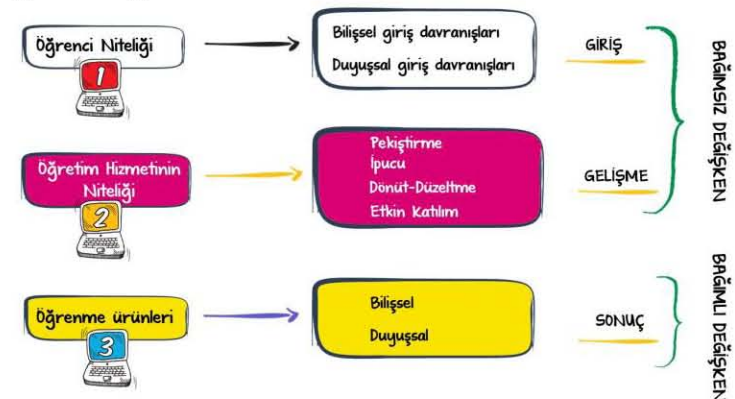 Öğrenci Niteliği
1
Bilişsel giriş davranışları
Duyuşsal giriş davranışları
GİRİŞ
Öğretim Hizmetinin
Niteliği
2
Pekiştirme
İpucu
Dönüt-Düzeltme
Etkin Katılım
GELİŞME
BAĞIMSIZ DEĞİŞKEN
Öğrenme ürünleri
3
Bilişsel
Duyuşsal
SONUÇ
BAĞIMLI DEĞİŞKEN